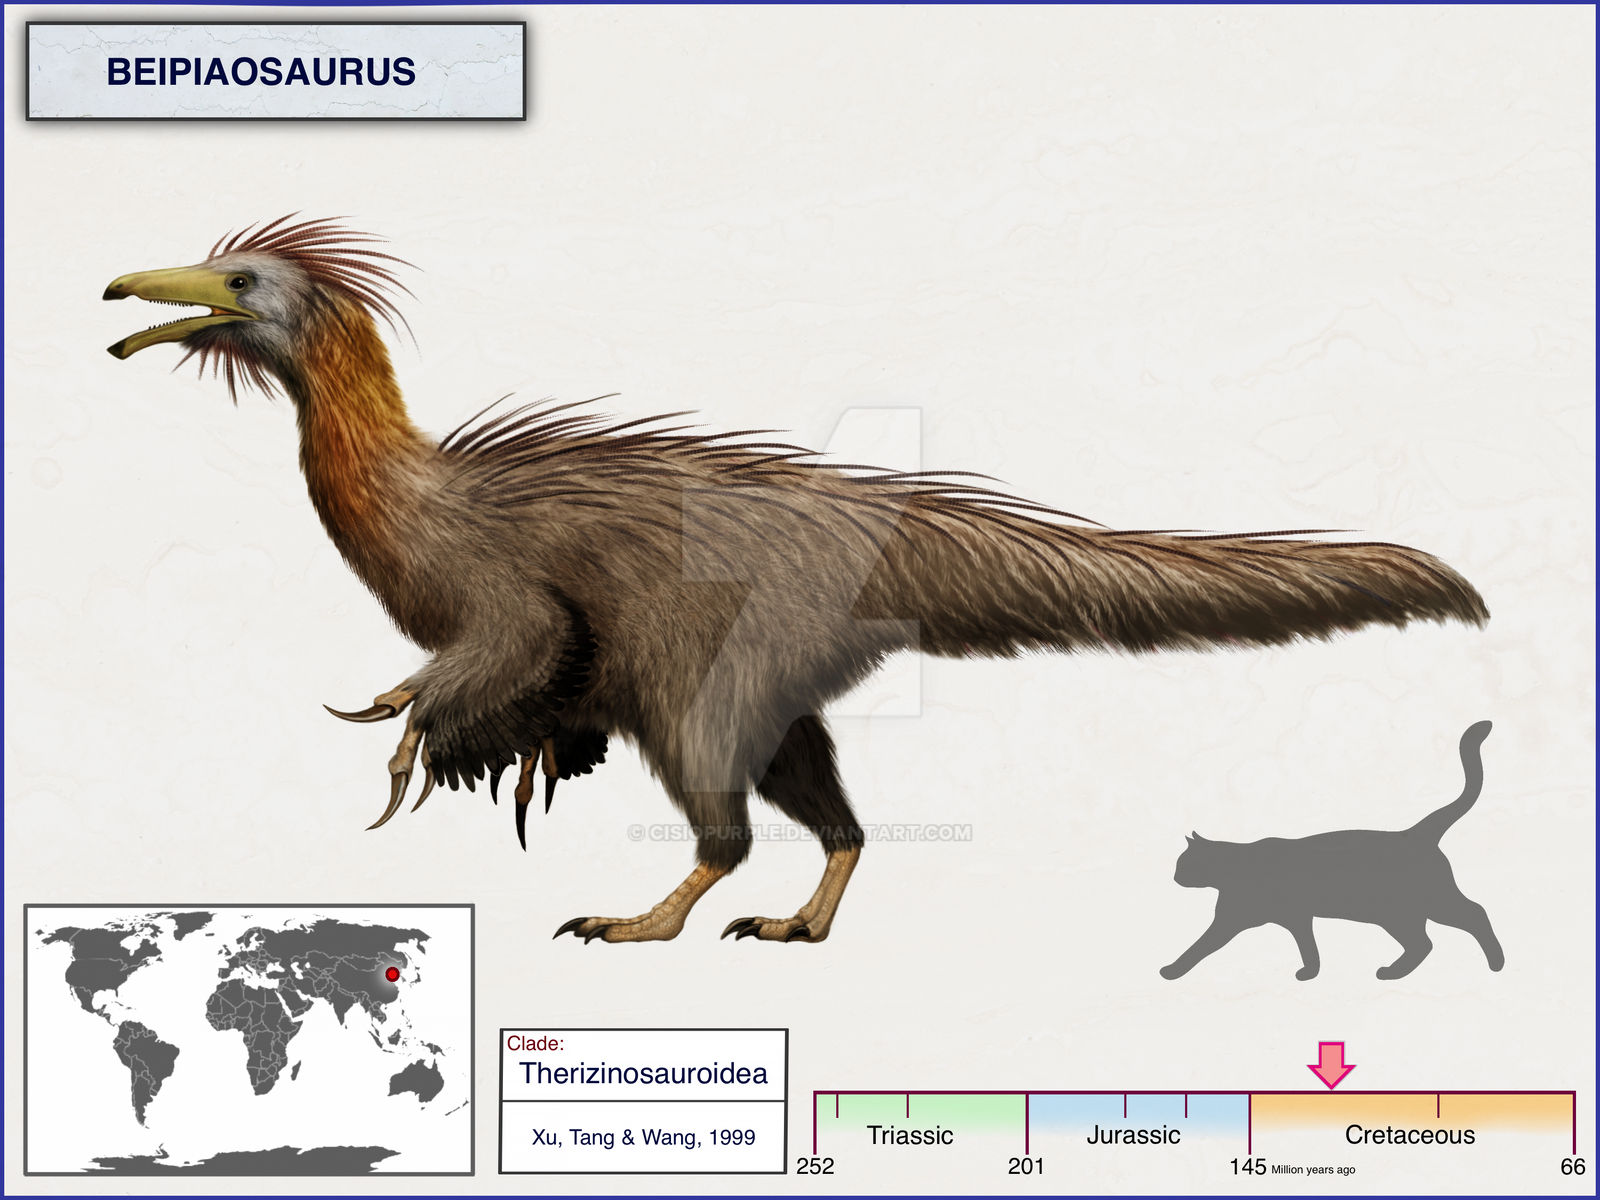 BEIPIAOSAURUS
© CISIOPURPLE.DEVIANTART.COM
Clade:
Therizinosauroidea
Xu, Tang & Wang, 1999
Triassic
Jurassic
Cretaceous
252
201
145 Million years ago
66